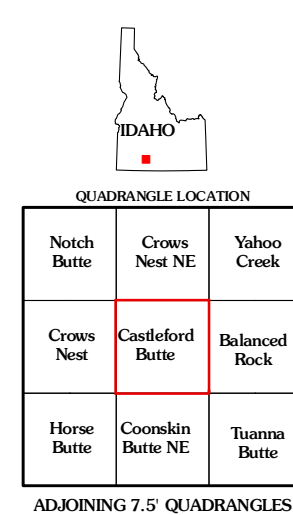 IDAHO
QUADRANGLE LOCATION
Notch Butte
Crows Nest NE
Yahoo Creek
Crows Nest
Castleford Butte
Balanced Rock
Horse Butte
Coonskin Butte NE
Tuanna Butte
ADJOINING 7.5' QUADRANGLES